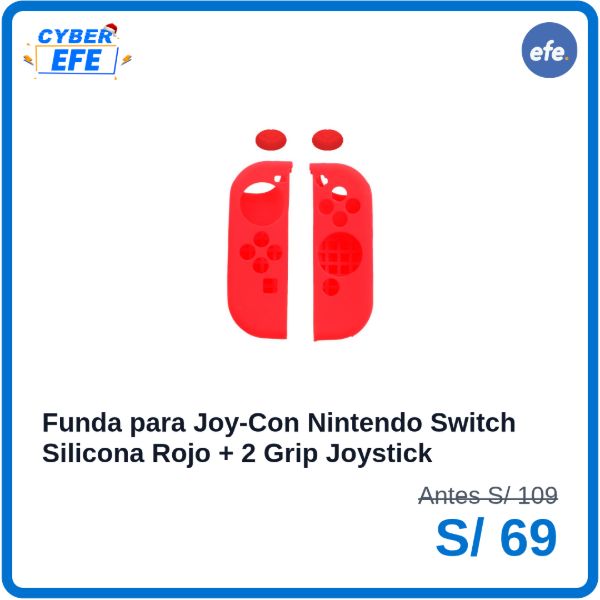 CYBER
EFE
efe.
Funda para Joy-Con Nintendo Switch
Silicona Rojo + 2 Grip Joystick
Antes S/ 109
S/ 69